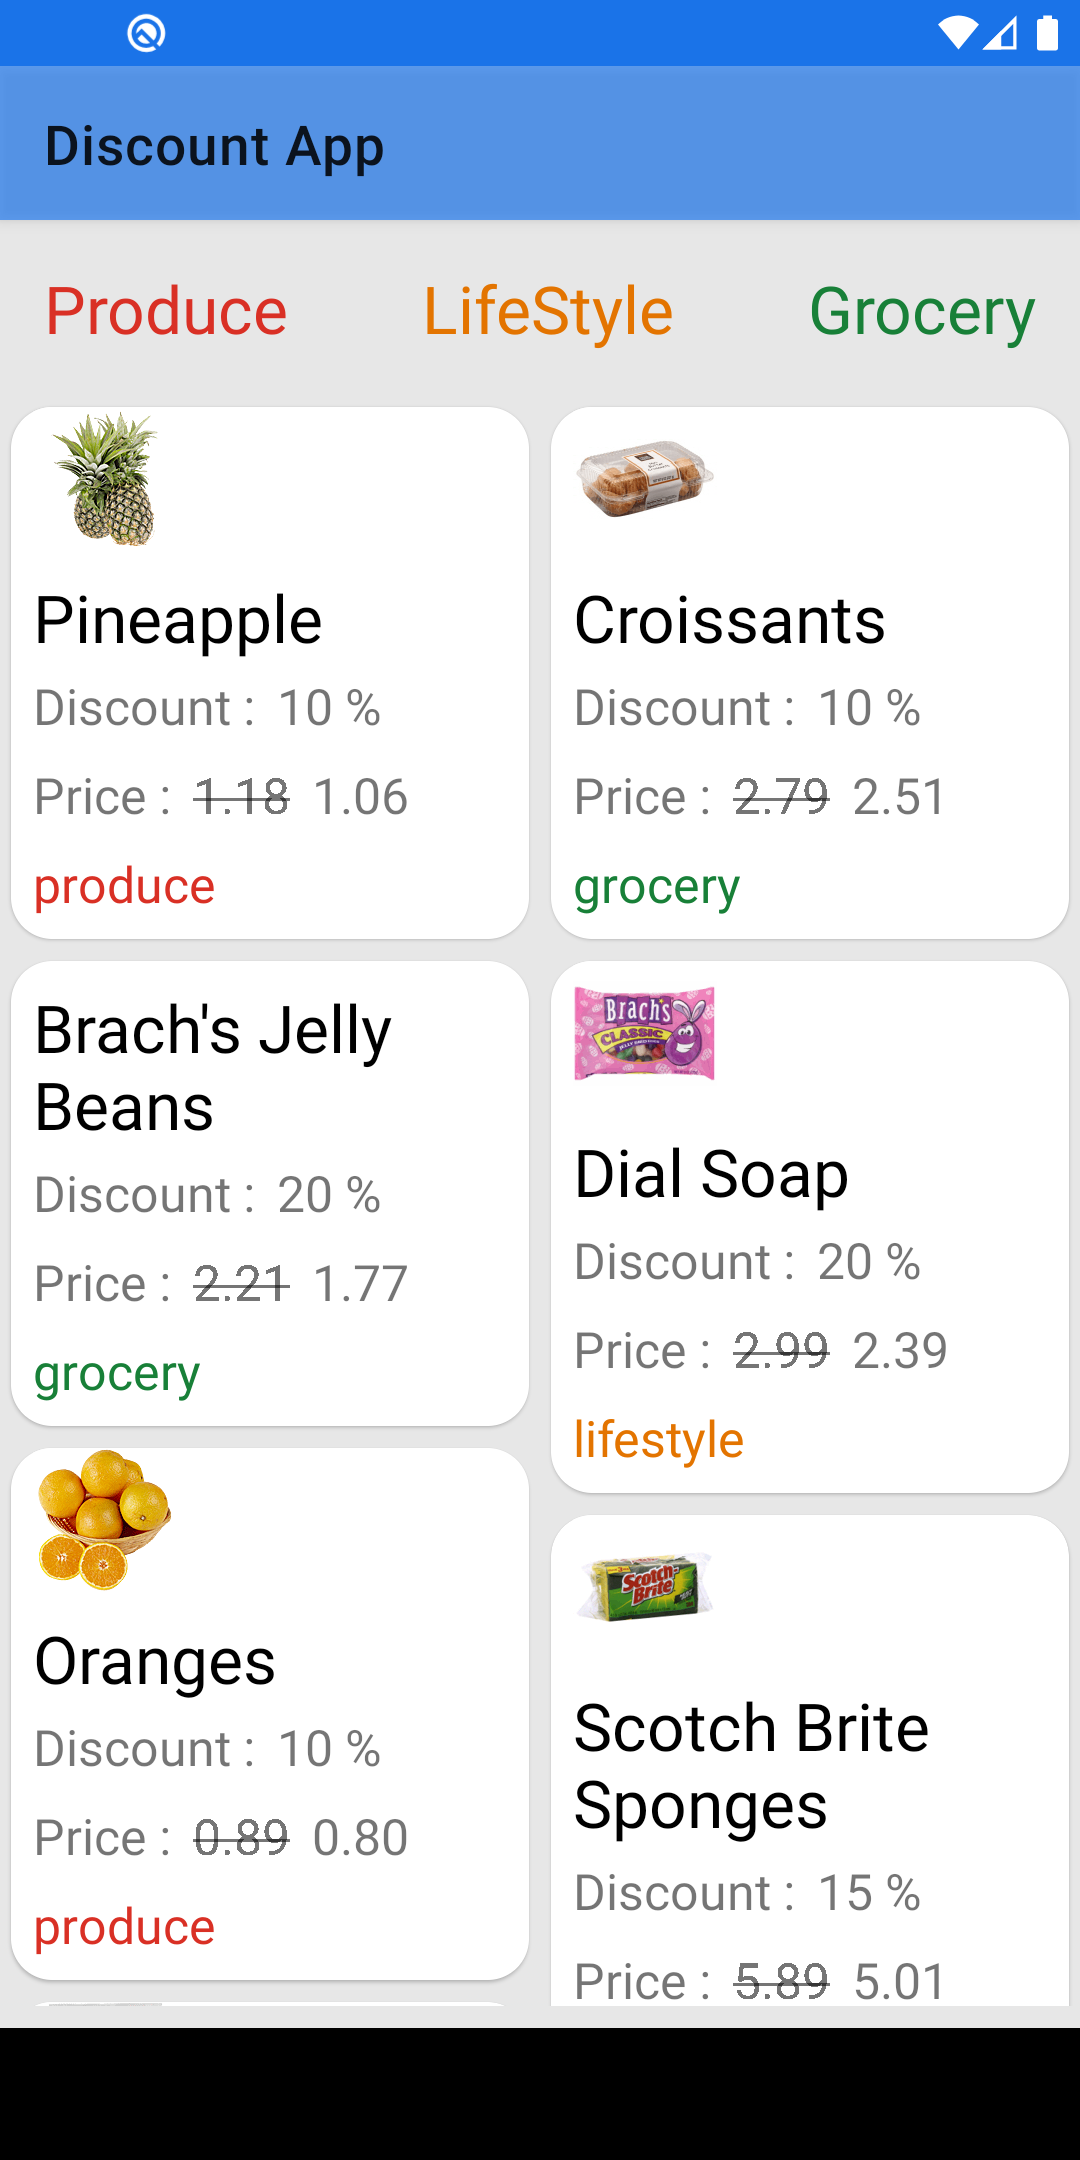 Discount App
Produce
LifeStyle
Grocery
Pineapple
Discount : 10 %
Price : 1.18 1.06
produce
Croissants
Discount : 10 %
Price : 2.79 2.51
grocery
Brach's Jelly
Beans
Discount : 20 %
Price : 2.21 1.77
grocery
Brach's
CLASSIC
Dial Soap
Discount : 20 %
Price : 2.99 2.39
lifestyle
Oranges
Discount : 10 %
Price : 0.89 0.80
produce
Scotch-
Brite
Scotch Brite
Sponges
Discount : 15 %
Price : 5.89 5.01